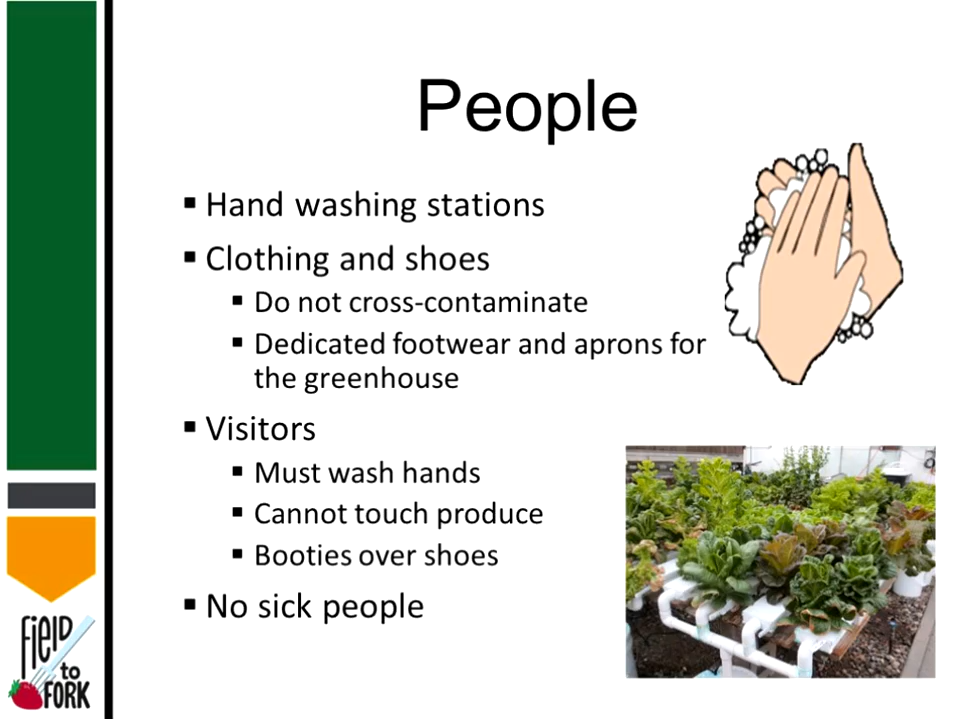 People
▪ Hand washing stations
▪ Clothing and shoes
▪ Do not cross-contaminate
▪ Dedicated footwear and aprons for
the greenhouse
▪ Visitors
▪ Must wash hands
▪ Cannot touch produce
▪ Booties over shoes
▪ No sick people
FiElD
to
FORK